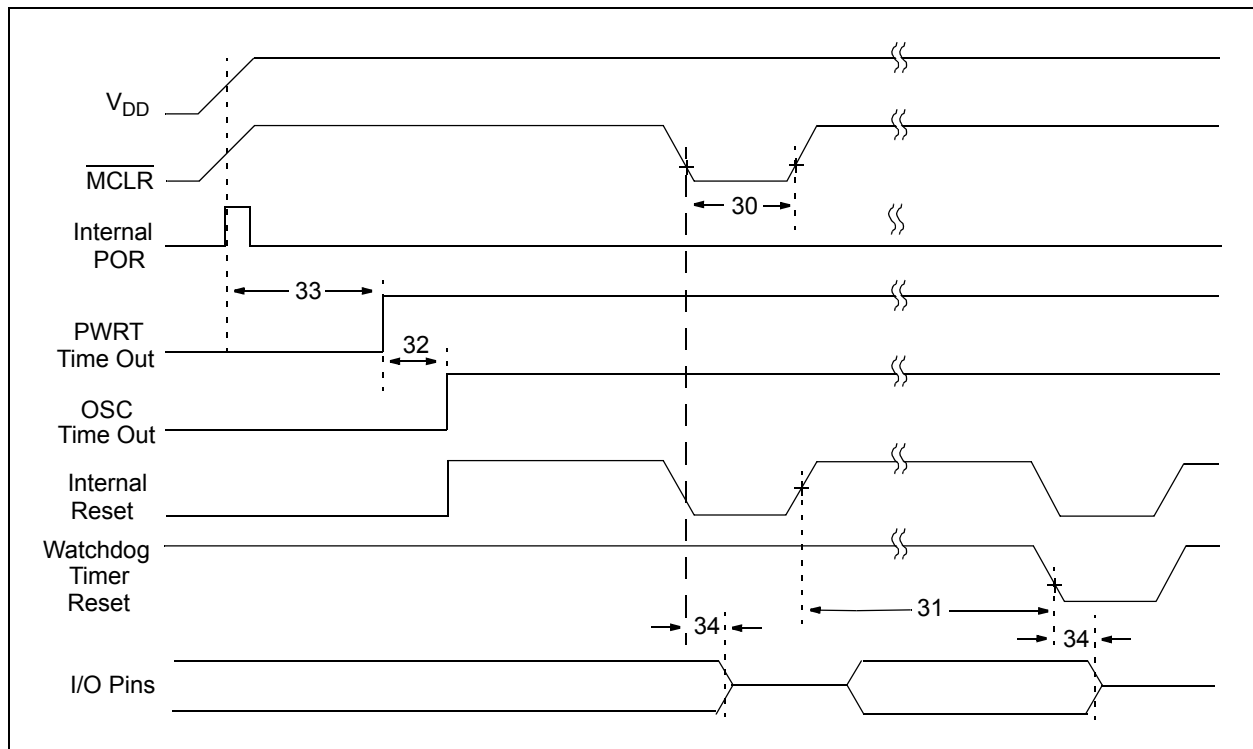 VDD
MCLR
30
Internal
POR
33
PWRT
Time Out
32
OSC
Time Out
Internal
Reset
Watchdog
Timer
Reset
31
34
34
I/O Pins